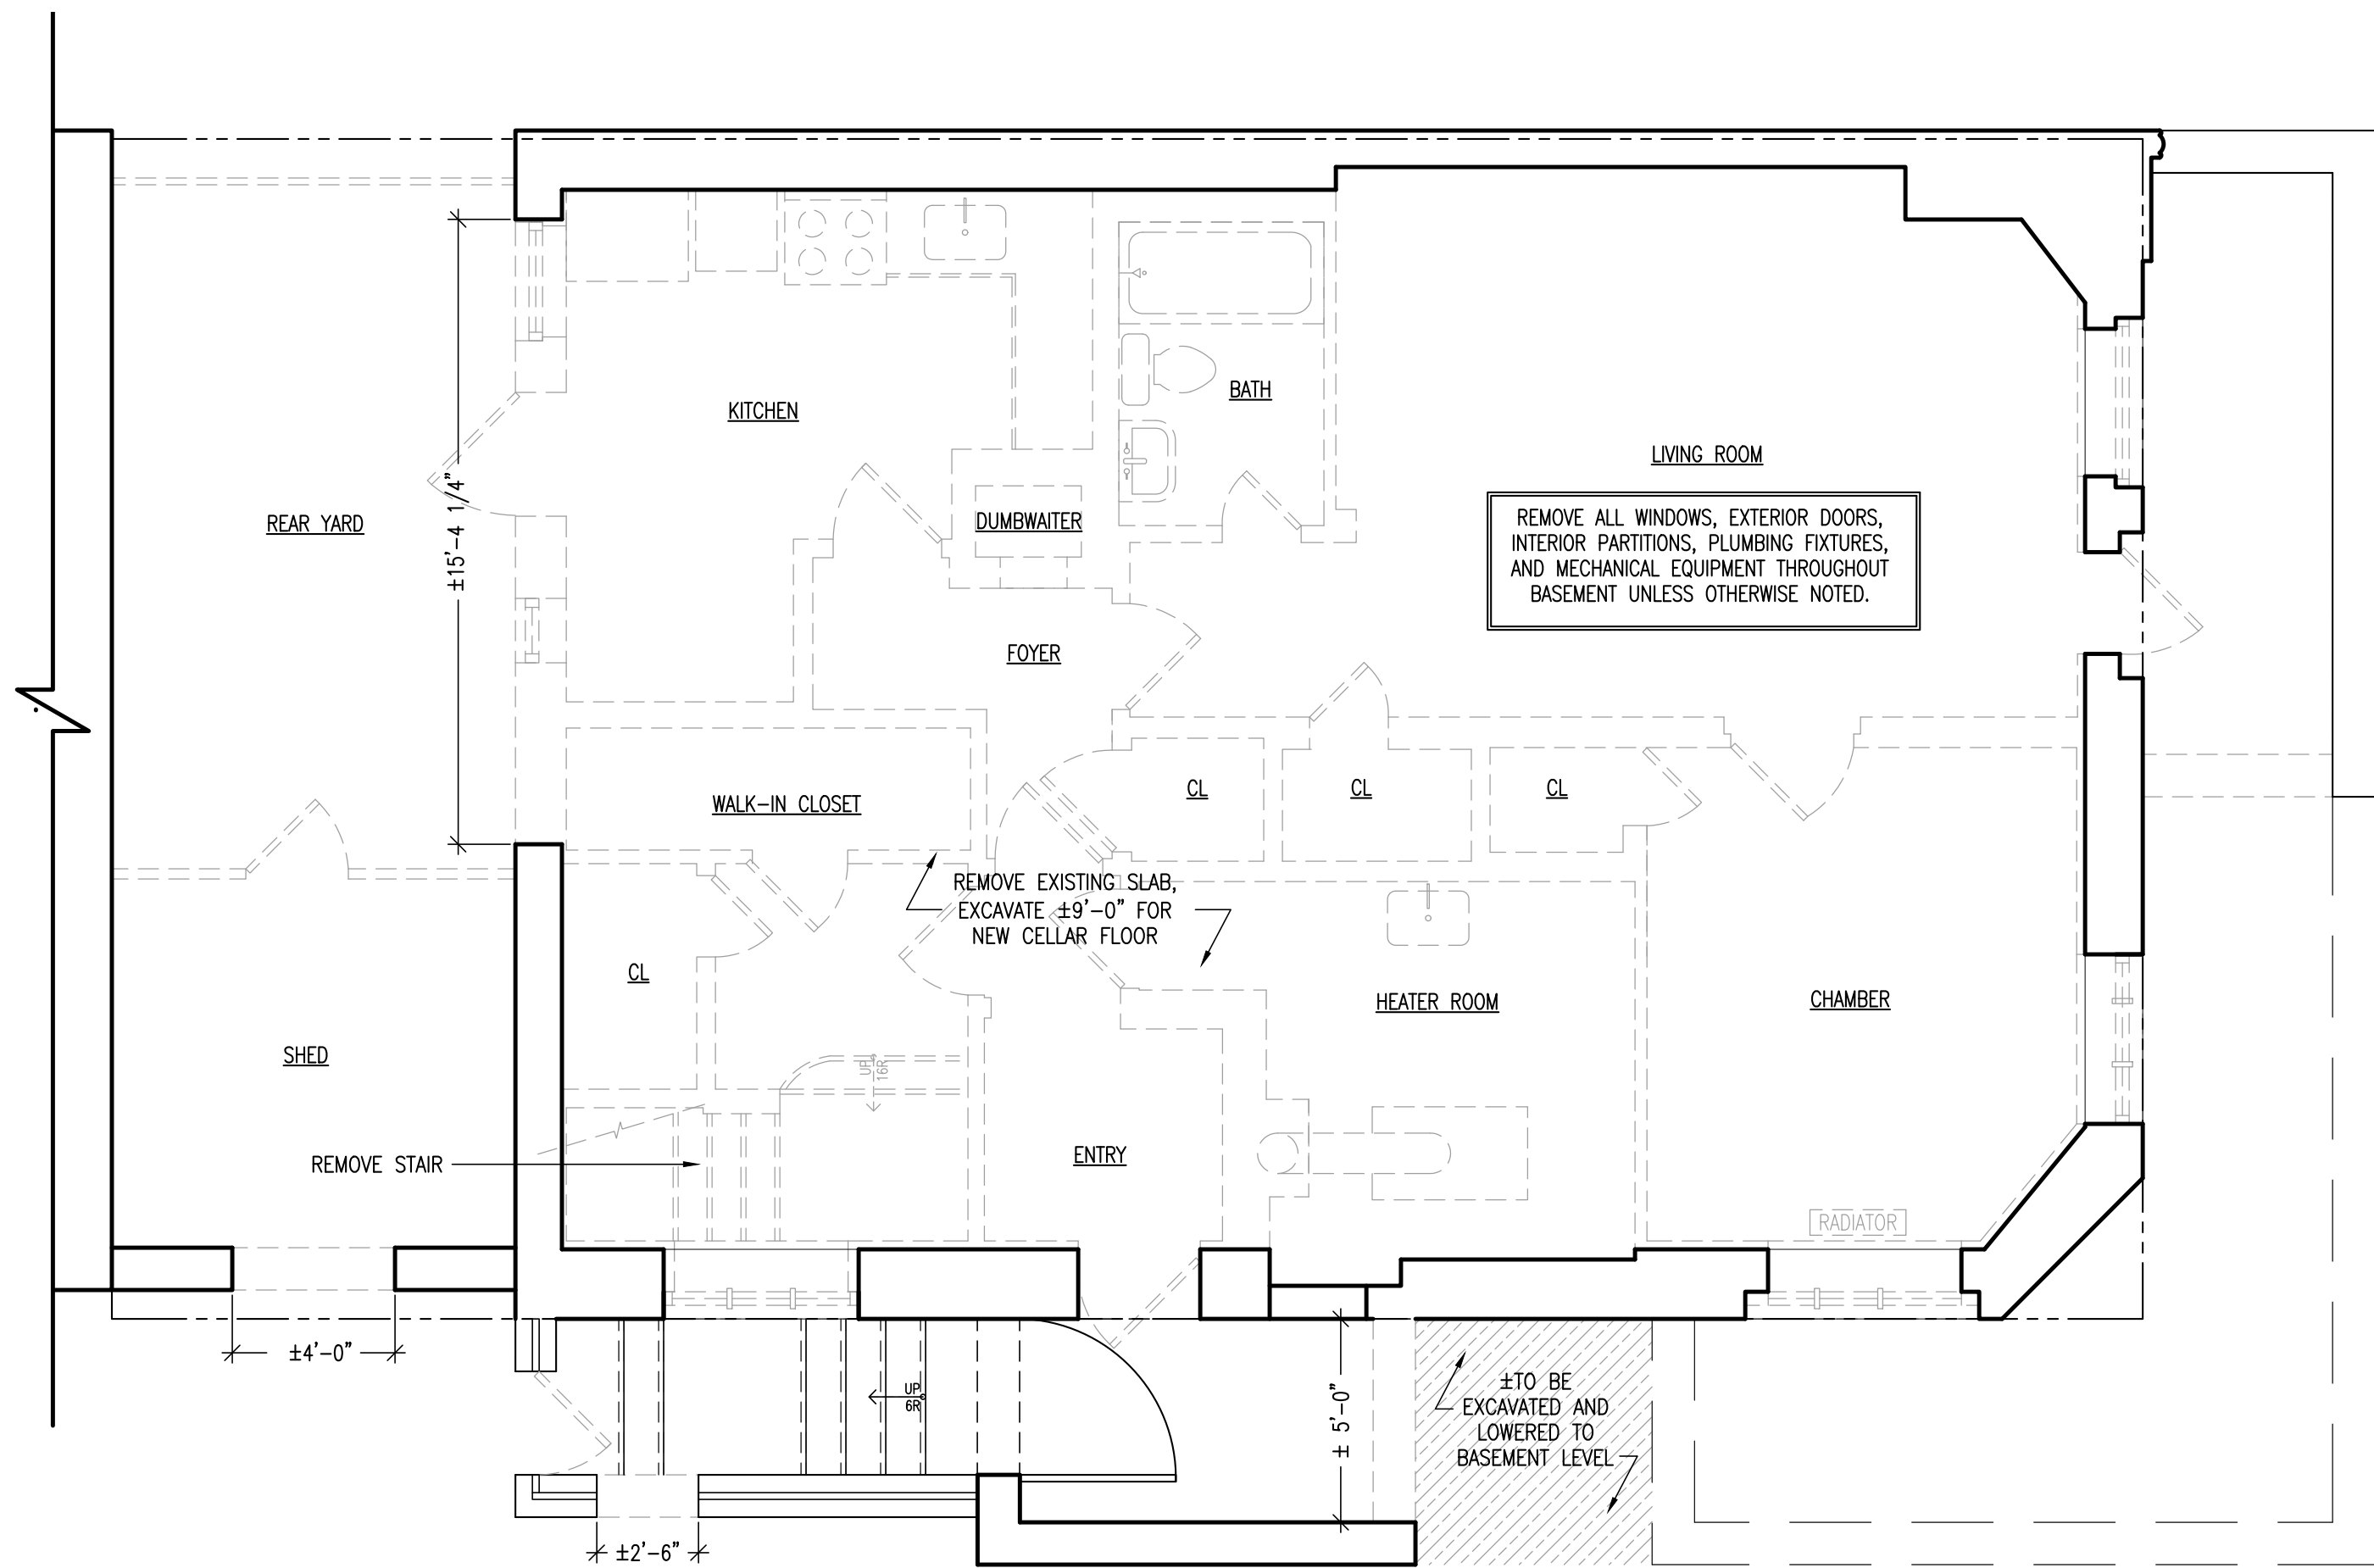 KITCHEN
BATH
LIVING ROOM
±15'-4 1/4"
REAR YARD
DUMBWAITER
REMOVE ALL WINDOWS, EXTERIOR DOORS,
INTERIOR PARTITIONS, PLUMBING FIXTURES,
AND MECHANICAL EQUIPMENT THROUGHOUT
BASEMENT UNLESS OTHERWISE NOTED.
FOYER
WALK-IN CLOSET
CL
CL
CL
REMOVE EXISTING SLAB,
EXCAVATE ±9'-0" FOR
NEW CELLAR FLOOR
CL
HEATER ROOM
CHAMBER
SHED
UP
16R
REMOVE STAIR
ENTRY
RADIATOR
±4'-0"
UP
6R
± 5'-0"
±TO BE
EXCAVATED AND
LOWERED TO
BASEMENT LEVEL
±2'-6"